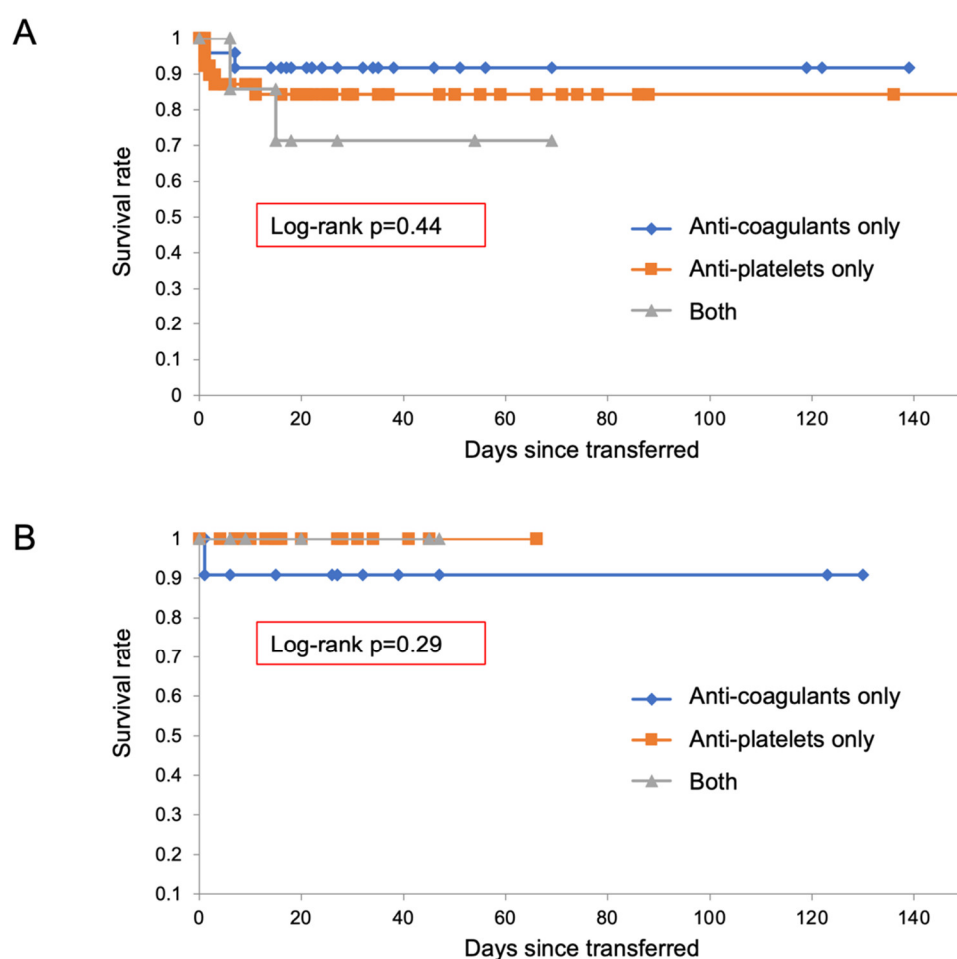 A
Survival rate
1
0.9
0.8
0.7
0.6
0.5
0.4
0.3
0.2
0.1
0
Log-rank p=0.44
Anti-coagulants only
Anti-platelets only
Both
0 20 40 60 80 100 120 140
Days since transferred
B
Survival rate
1
0.9
0.8
0.7
0.6
0.5
0.4
0.3
0.2
0.1
Log-rank p=0.29
Anti-coagulants only
Anti-platelets only
Both
0 20 40 60 80 100 120 140
Days since transferred